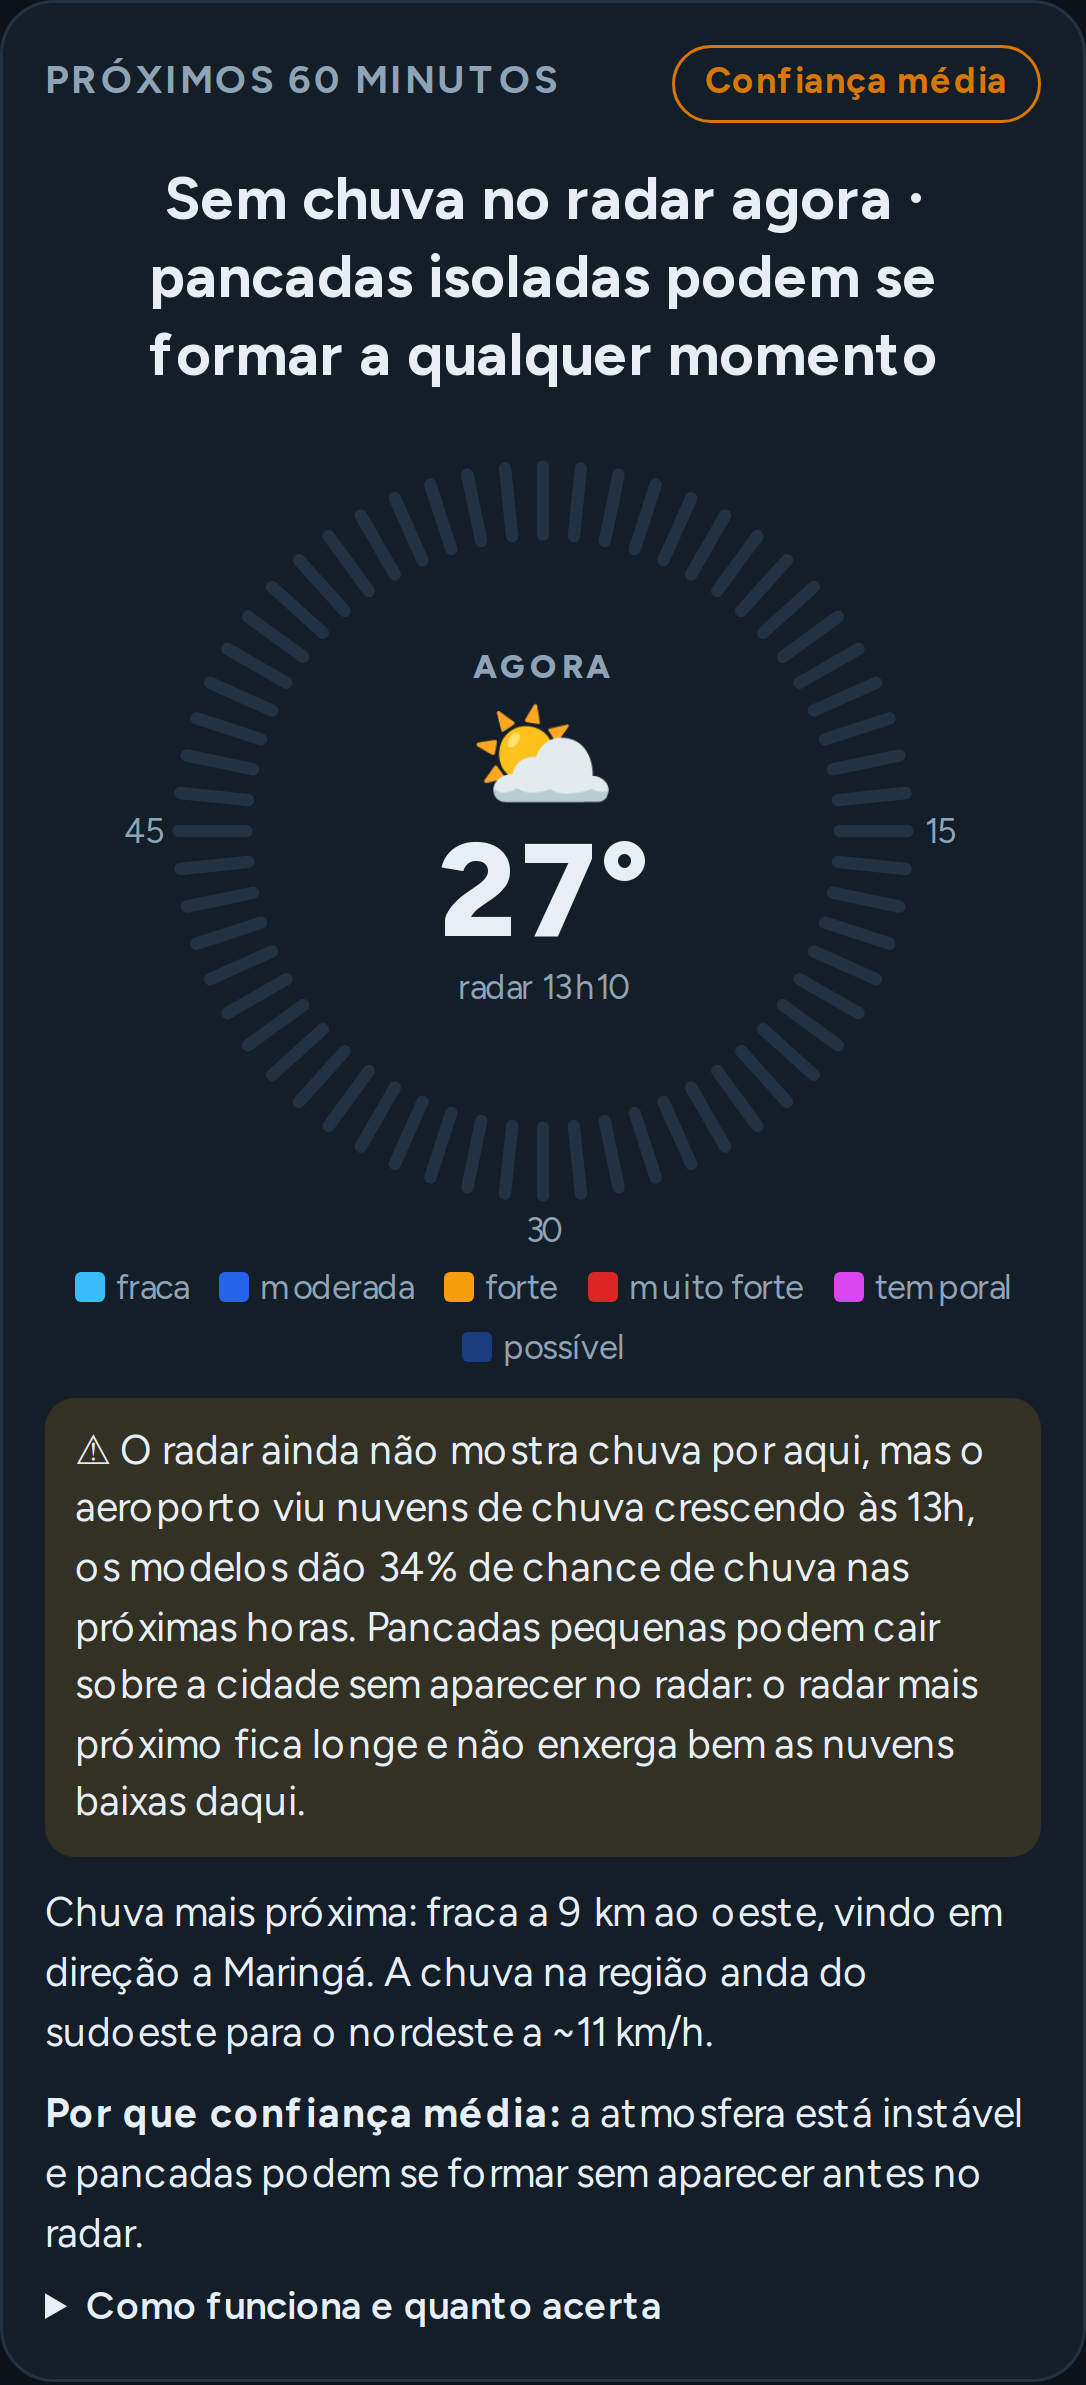 PRÓXIMOS 60 MINUTOS
Confiança média
Sem chuva no radar agora ·
pancadas isoladas podem se
formar a qualquer momento
AGORA
27°
radar 13h10
45
15
30
fraca moderada forte muito forte temporal
possível
⚠ O radar ainda não mostra chuva por aqui, mas o
aeroporto viu nuvens de chuva crescendo às 13h,
os modelos dão 34% de chance de chuva nas
próximas horas. Pancadas pequenas podem cair
sobre a cidade sem aparecer no radar: o radar mais
próximo fica longe e não enxerga bem as nuvens
baixas daqui.
Chuva mais próxima: fraca a 9 km ao oeste, vindo em
direção a Maringá. A chuva na região anda do
sudoeste para o nordeste a ~11 km/h.
Por que confiança média: a atmosfera está instável
e pancadas podem se formar sem aparecer antes no
radar.
▶ Como funciona e quanto acerta